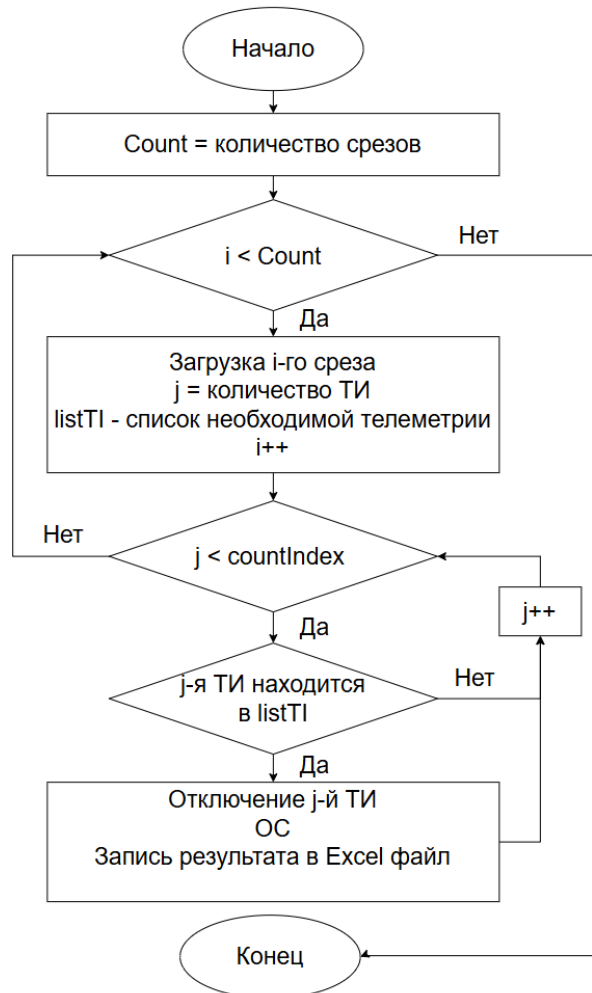 Начало
Count = количество срезов
i < Count
Нет
Да
Загрузка i-го среза
j = количество ТИ
listTI - список необходимой телеметрии
i++
Нет
j < countIndex
j++
Да
j-я ТИ находится
в listTI
Нет
Да
Отключение j-й ТИ
ОС
Запись результата в Excel файл
Конец